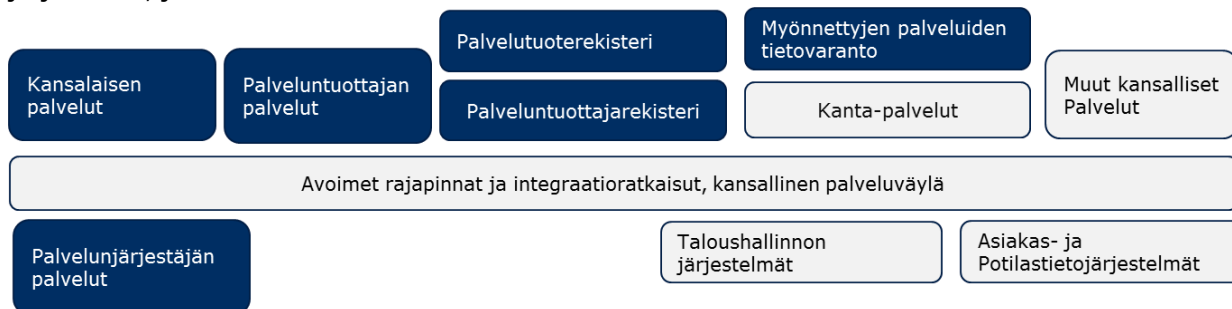 Palvelutuoterekisteri
Myönnettyjen palveluiden
tietovaranto
Kansalaisen
palvelut
Palveluntuottajan
palvelut
Palveluntuottajarekisteri
Kanta-palvelut
Muut kansalliset
Palvelut
Avoimet rajapinnat ja integraatioratkaisut, kansallinen palveluväylä
Palvelunjärjestäjän
palvelut
Taloushallinnon
järjestelmät
Asiakas- ja
Potilastietojärjestelmät